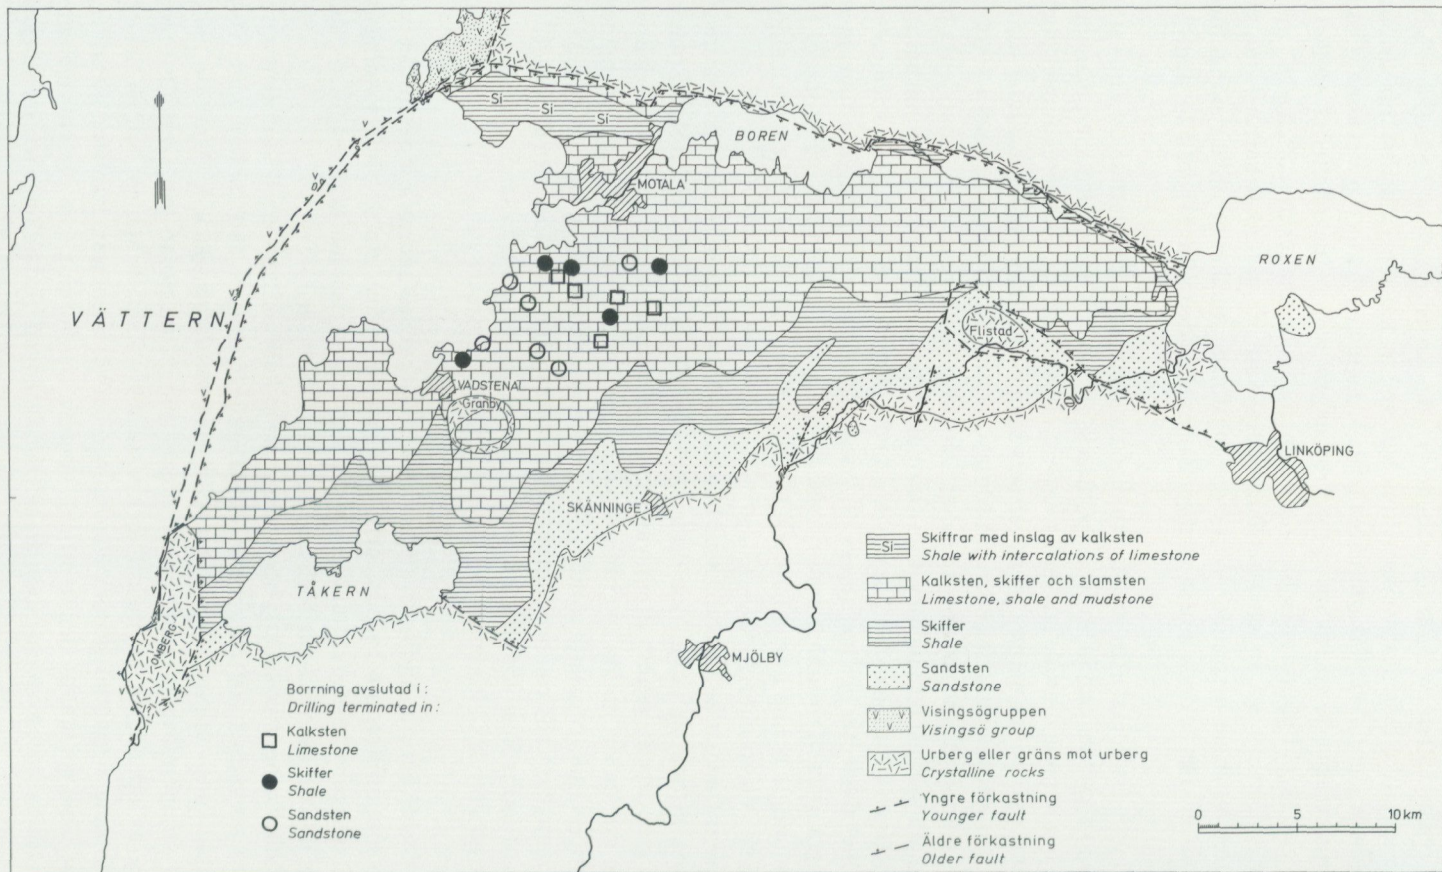 Si
Si
Si
BOREN
MOTALA
ROXEN
VÄTTERN
Flistad
VADSTENA
Granby
LINKÖPING
SKÄNNINGE
TÅKERN
OMBERG
MJÖLBY
Borrning avslutad i :
Drilling terminated in :
Kalksten
Limestone
Skiffer
Shale
Sandsten
Sandstone
Si
Skiffrar med inslag av kalksten
Shale with intercalations of limestone
Kalksten, skiffer och slamsten
Limestone, shale and mudstone
Skiffer
Shale
Sandsten
Sandstone
Visingsögruppen
Visingsö group
Urberg eller gräns mot urberg
Crystalline rocks
Yngre förkastning
Younger fault
Äldre förkastning
Older fault
0 5 10 km